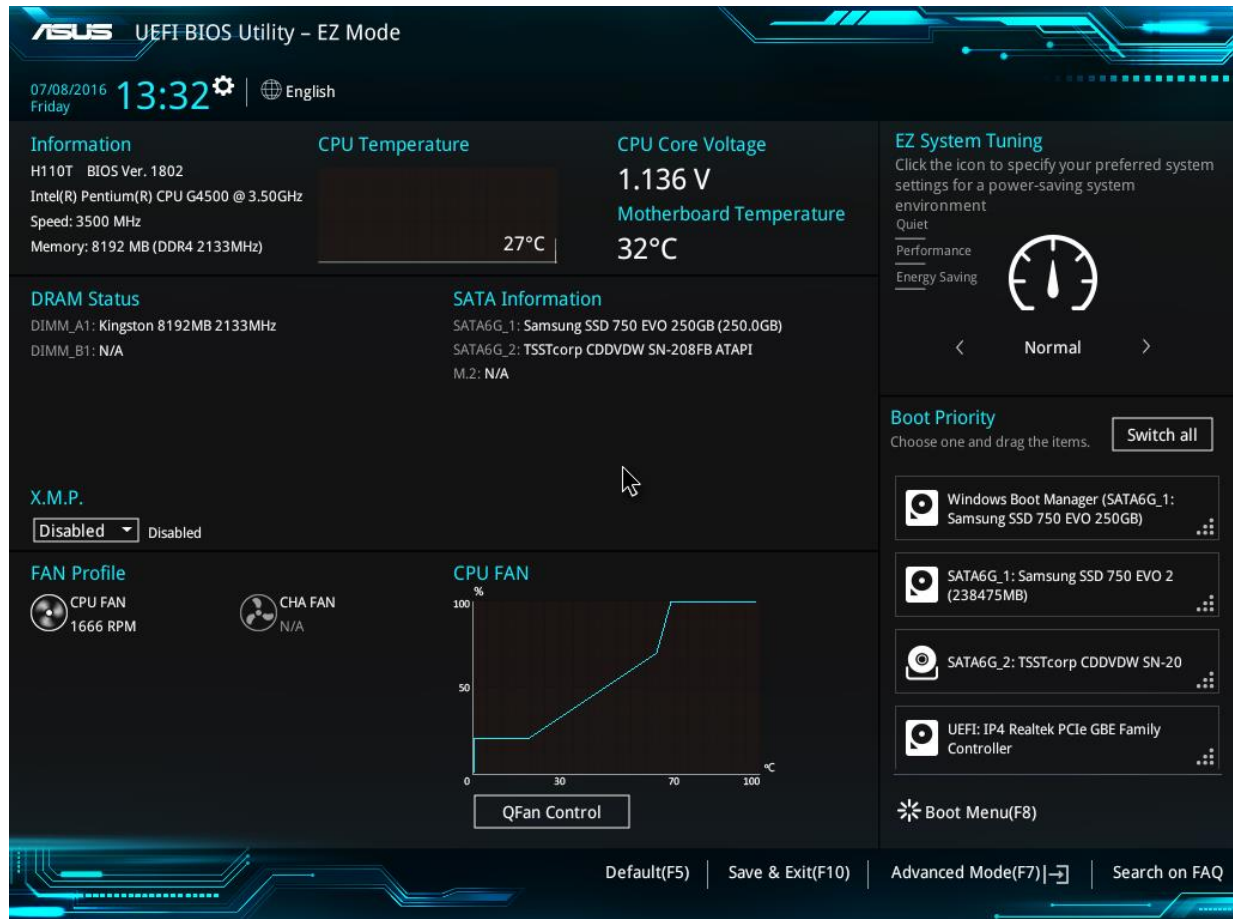 ASUS UEFI BIOS Utility – EZ Mode
07/08/2016
Friday
13:32
English
Information
H110T BIOS Ver. 1802
Intel(R) Pentium(R) CPU G4500 @ 3.50GHz
Speed: 3500 MHz
Memory: 8192 MB (DDR4 2133MHz)
CPU Temperature
27°C
CPU Core Voltage
1.136 V
Motherboard Temperature
32°C
EZ System Tuning
Click the icon to specify your preferred system
settings for a power-saving system
environment
Quiet
Performance
Energy Saving
Normal
DRAM Status
DIMM_A1: Kingston 8192MB 2133MHz
DIMM_B1: N/A
SATA Information
SATA6G_1: Samsung SSD 750 EVO 250GB (250.0GB)
SATA6G_2: TSSTcorp CDDVDW SN-208FB ATAPI
M.2: N/A
X.M.P.
Disabled Disabled
Boot Priority
Choose one and drag the items.
Switch all
Windows Boot Manager (SATA6G_1:
Samsung SSD 750 EVO 250GB)
SATA6G_1: Samsung SSD 750 EVO 2
(238475MB)
SATA6G_2: TSSTcorp CDDVDW SN-20
UEFI: IP4 Realtek PCIe GBE Family
Controller
Boot Menu(F8)
FAN Profile
CPU FAN
1666 RPM
CHA FAN
N/A
CPU FAN
%
100
50
0 30 70 100
°C
QFan Control
Default(F5) Save & Exit(F10) Advanced Mode(F7) Search on FAQ